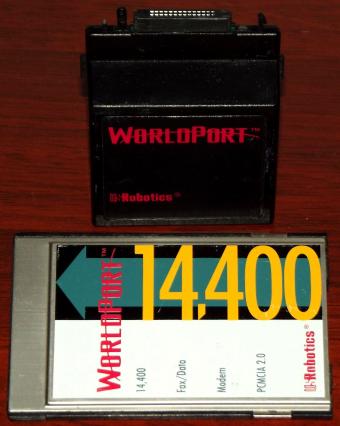 WORLDPORT™
U.S. Robotics®
14,400
WORLDPORT™
14,400
Fax/Data
Modem
PCMCIA 2.0
U.S. Robotics®